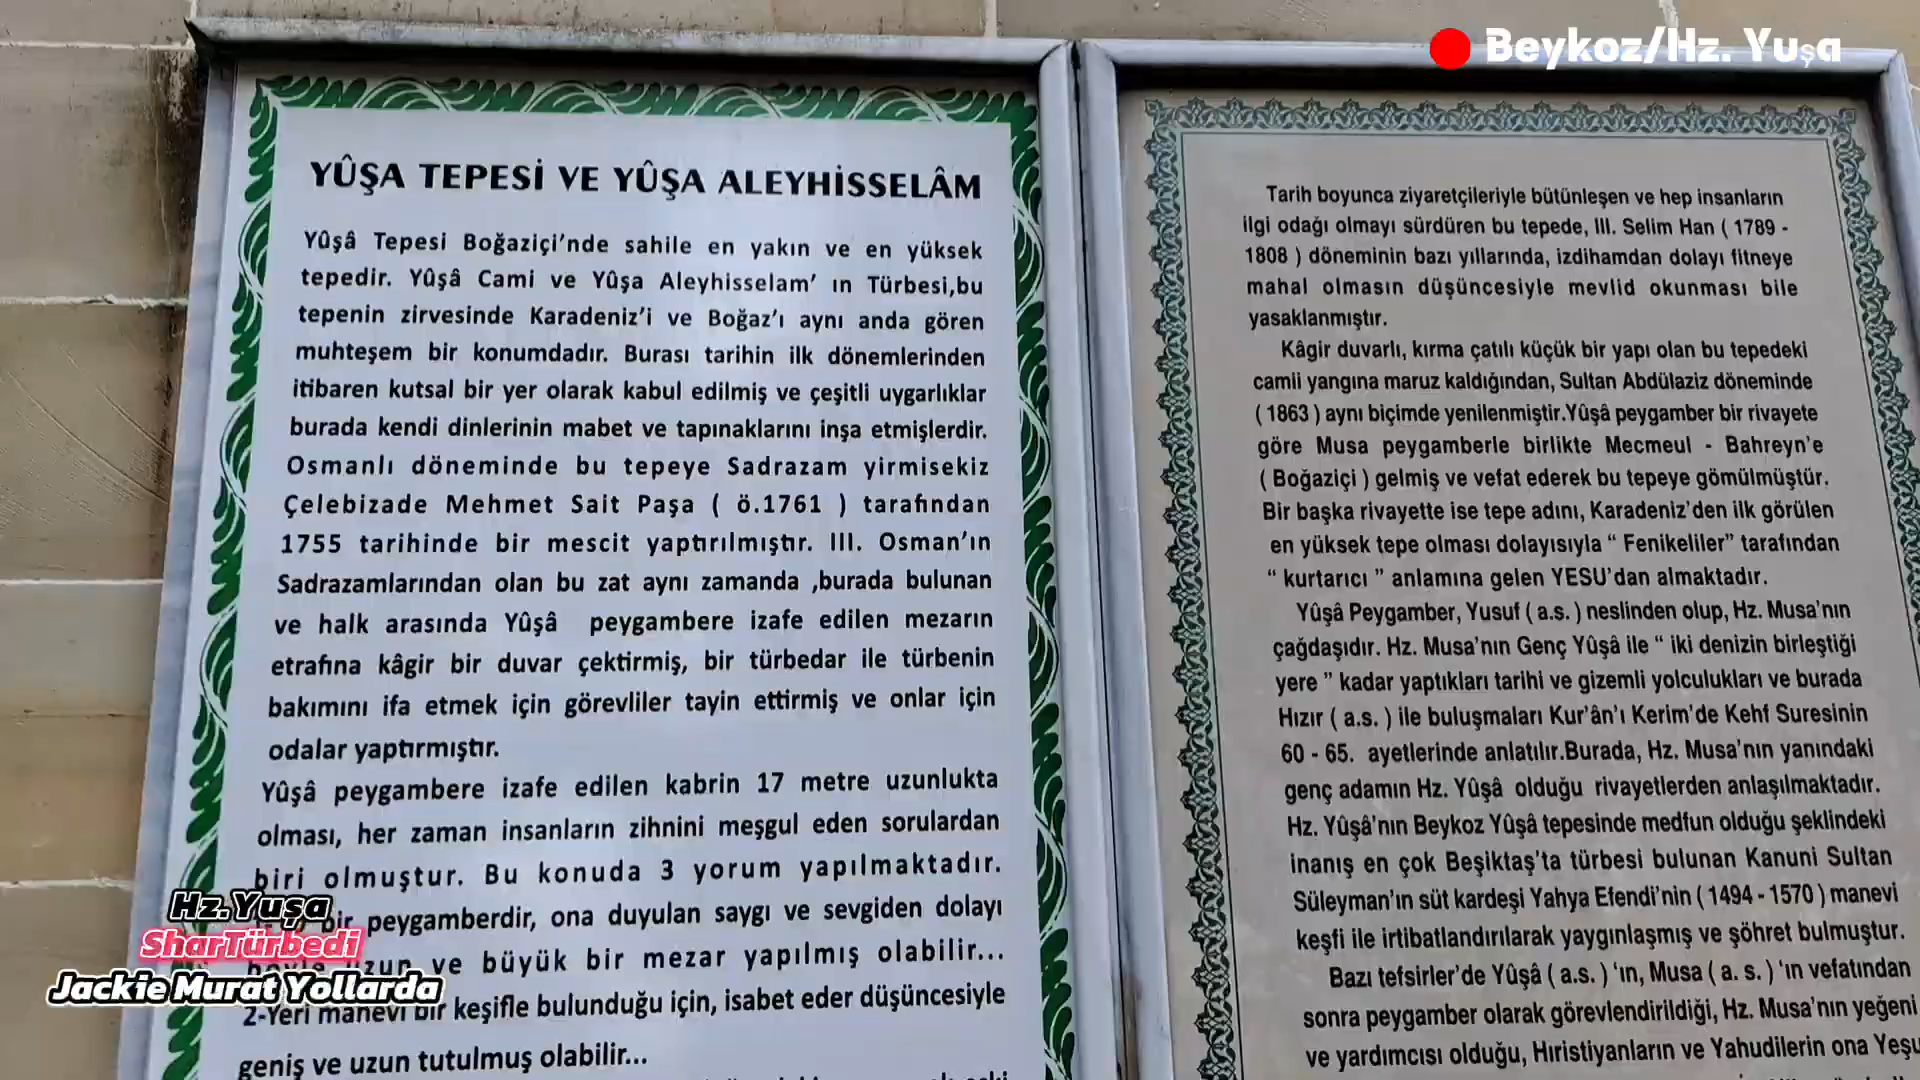 Beykoz/Hz. Yuşa
YÛŞA TEPESİ VE YÛŞA ALEYHİSSELÂM
Yûşâ Tepesi Boğaziçi’nde sahile en yakın ve en yüksek
tepedir. Yûşâ Cami ve Yûşa Aleyhisselam’ ın Türbesi,bu
tepenin zirvesinde Karadeniz’i ve Boğaz’ı aynı anda gören
muhteşem bir konumdadır. Burası tarihin ilk dönemlerinden
itibaren kutsal bir yer olarak kabul edilmiş ve çeşitli uygarlıklar
burada kendi dinlerinin mabet ve tapınaklarını inşa etmişlerdir.
Osmanlı döneminde bu tepeye Sadrazam yirmisekiz
Çelebizade Mehmet Sait Paşa ( ö.1761 ) tarafından
1755 tarihinde bir mescit yaptırılmıştır. III. Osman’ın
Sadrazamlarından olan bu zat aynı zamanda ,burada bulunan
ve halk arasında Yûşâ peygambere izafe edilen mezarın
etrafına kâgir bir duvar çektirmiş, bir türbedar ile türbenin
bakımını ifa etmek için görevliler tayin ettirmiş ve onlar için
odalar yaptırmıştır.
Yûşâ peygambere izafe edilen kabrin 17 metre uzunlukta
olması, her zaman insanların zihnini meşgul eden sorulardan
biri olmuştur. Bu konuda 3 yorum yapılmaktadır.
bir peygamberdir, ona duyulan saygı ve sevgiden dolayı
uzun ve büyük bir mezar yapılmış olabilir...
2-Yeri manevi bir keşifle bulunduğu için, isabet eder düşüncesiyle
geniş ve uzun tutulmuş olabilir...
Tarih boyunca ziyaretçileriyle bütünleşen ve hep insanların
ilgi odağı olmayı sürdüren bu tepede, III. Selim Han ( 1789 -
1808 ) döneminin bazı yıllarında, izdihamdan dolayı fitneye
mahal olmasın düşüncesiyle mevlid okunması bile
yasaklanmıştır.
Kâgir duvarlı, kırma çatılı küçük bir yapı olan bu tepedeki
camii yangına maruz kaldığından, Sultan Abdülaziz döneminde
( 1863 ) aynı biçimde yenilenmiştir.Yûşâ peygamber bir rivayete
göre Musa peygamberle birlikte Mecmeul - Bahreyn’e
( Boğaziçi ) gelmiş ve vefat ederek bu tepeye gömülmüştür.
Bir başka rivayette ise tepe adını, Karadeniz’den ilk görülen
en yüksek tepe olması dolayısıyla “ Fenikeliler” tarafından
“ kurtarıcı ” anlamına gelen YESU’dan almaktadır.
Yûşâ Peygamber, Yusuf ( a.s. ) neslinden olup, Hz. Musa’nın
çağdaşıdır. Hz. Musa’nın Genç Yûşâ ile “ iki denizin birleştiği
yere ” kadar yaptıkları tarihi ve gizemli yolculukları ve burada
Hızır ( a.s. ) ile buluşmaları Kur’ân’ı Kerim’de Kehf Suresinin
60 - 65. ayetlerinde anlatılır.Burada, Hz. Musa’nın yanındaki
genç adamın Hz. Yûşâ olduğu rivayetlerden anlaşılmaktadır.
Hz. Yûşâ’nın Beykoz Yûşâ tepesinde medfun olduğu şeklindeki
inanış en çok Beşiktaş’ta türbesi bulunan Kanuni Sultan
Süleyman’ın süt kardeşi Yahya Efendi’nin ( 1494 - 1570 ) manevi
keşfi ile irtibatlandırılarak yaygınlaşmış ve şöhret bulmuştur.
Bazı tefsirler’de Yûşâ ( a.s. ) ‘ın, Musa ( a. s. ) ‘ın vefatından
sonra peygamber olarak görevlendirildiği, Hz. Musa’nın yeğeni
ve yardımcısı olduğu, Hıristiyanların ve Yahudilerin ona Yeşu
Hz.Yuşa
SharTürbedi
Jackie Murat Yollarda